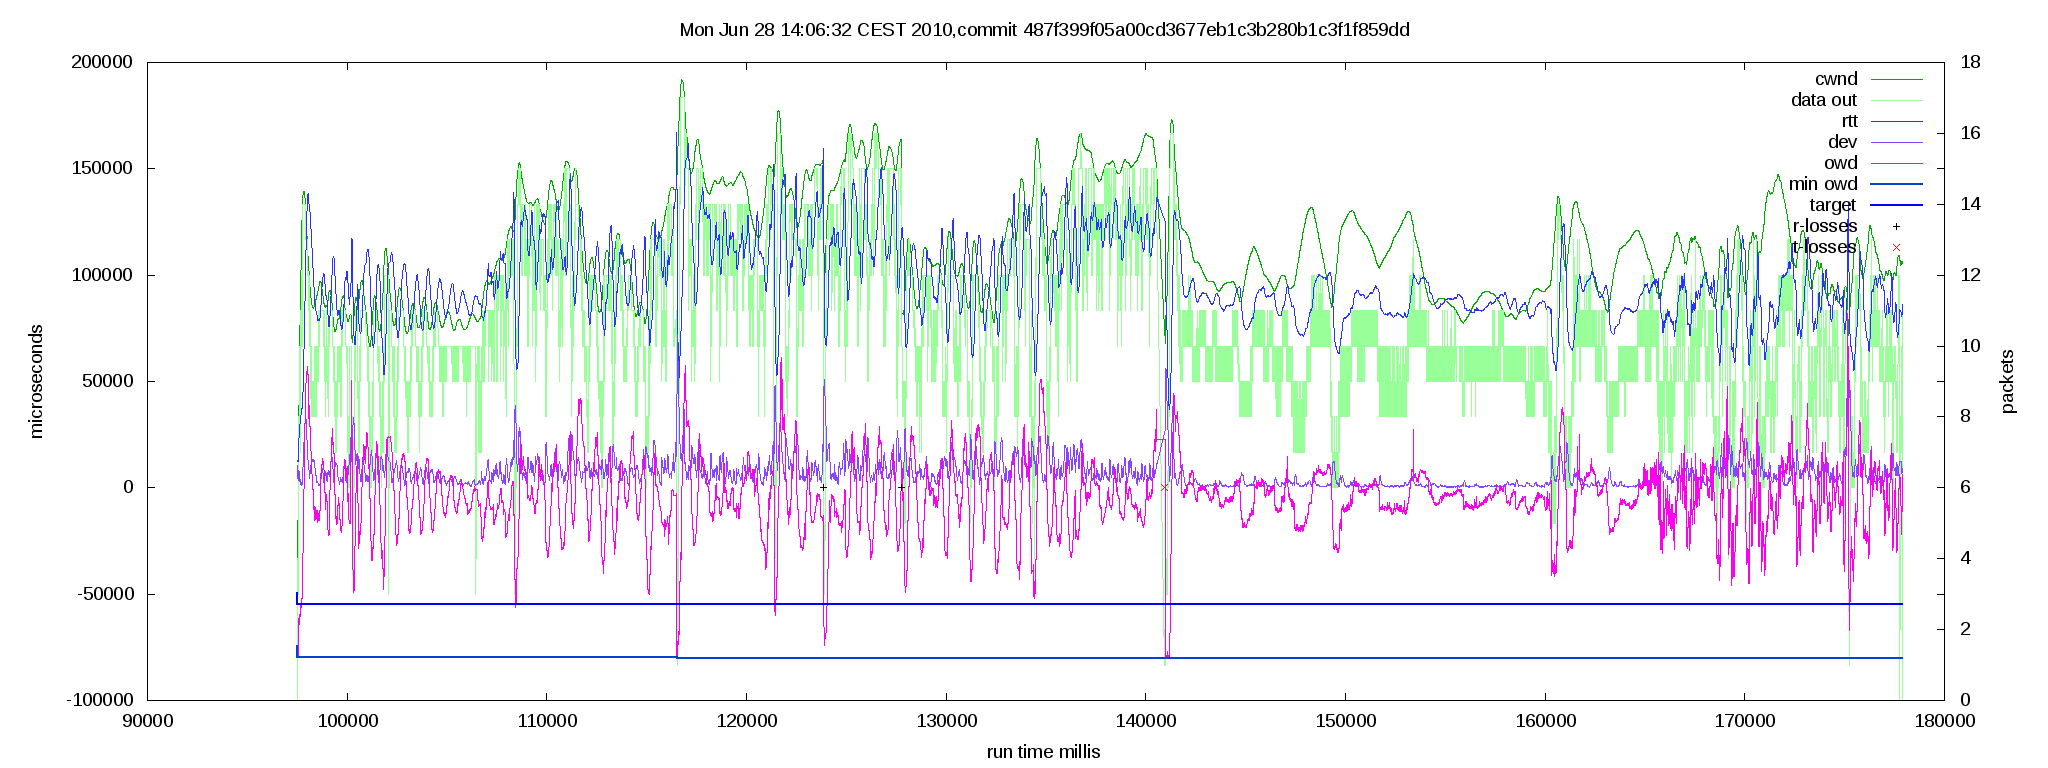 Mon Jun 28 14:06:32 CEST 2010,commit 487f399f05a00cd3677eb1c3b280b1c3f1f859dd
200000
150000
100000
50000
0
-50000
-100000
microseconds
18
16
14
12
10
8
6
4
2
0
packets
cwnd
data out
rtt
dev
owd
min owd
target
r-losses
t-losses
90000 100000 110000 120000 130000 140000 150000 160000 170000 180000
run time millis